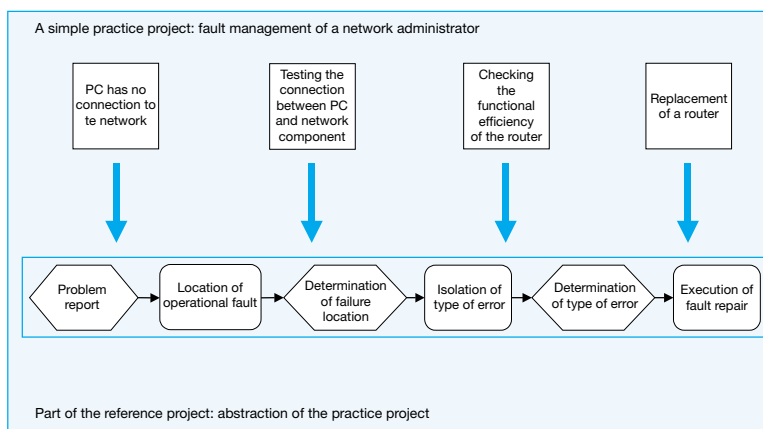 A simple practice project: fault management of a network administrator
PC has no
connection to
te network
Testing the
connection
between PC
and network
component
Checking
the
functional
efficiency
of the router
Replacement
of a router
Problem
report
Location of
operational fault
Determination
of failure
location
Isolation of
type of error
Determination
of type of error
Execution of
fault repair
Part of the reference project: abstraction of the practice project